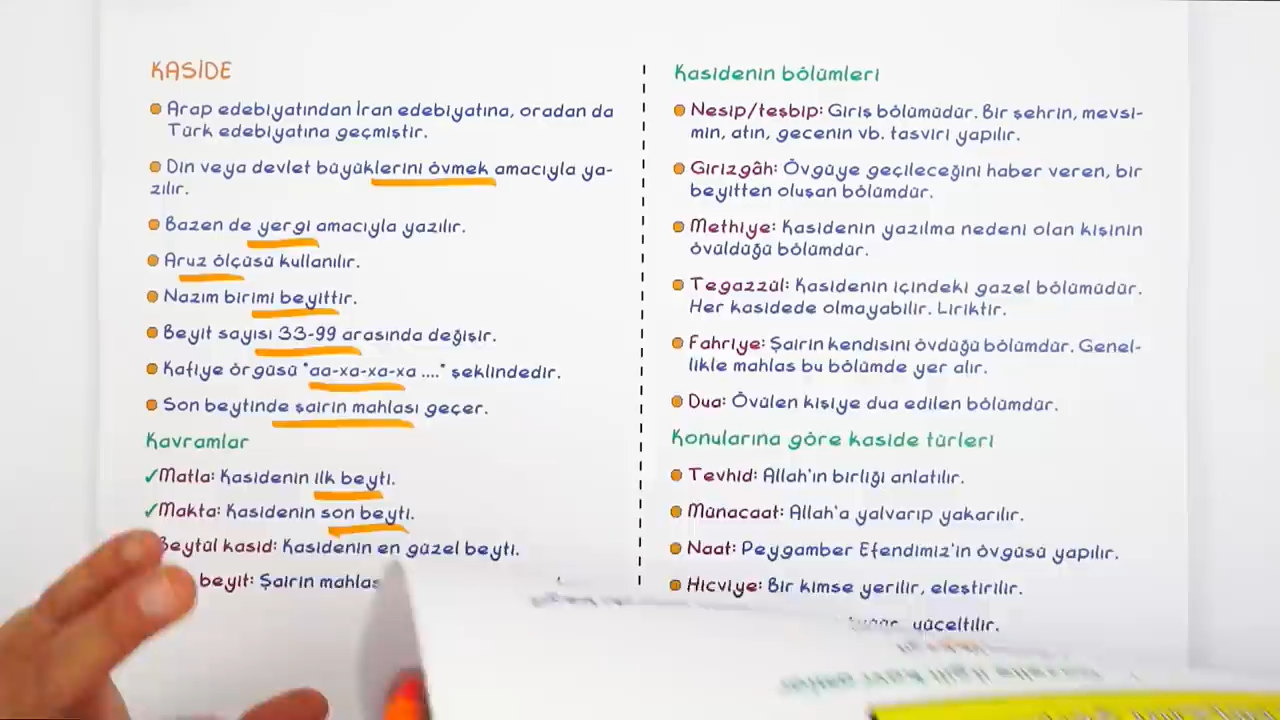 KASİDE
Arap edebiyatından İran edebiyatına, oradan da
Türk edebiyatına geçmiştir.
Din veya devlet büyüklerini övmek amacıyla ya-
zılır.
Bazen de yergi amacıyla yazılır.
Aruz ölçüsü kullanılır.
Nazım birimi beyittir.
Beyit sayısı 33-99 arasında değişir.
Kafiye örgüsü "aa-xa-xa-xa ...." şeklindedir.
Son beytinde şairin mahlası geçer.
Kavramlar
✓Matla: Kasidenin ilk beyti.
✓Makta: Kasidenin son beyti.
Beytül kasid: Kasidenin en güzel beyti.
beyit: Şairin
Kasidenin bölümleri
Nesip/teşbip: Giriş bölümüdür. Bir şehrin, mevsi-
min, atın, gecenin vb. tasviri yapılır.
Girizgâh: Övgüye geçileceğini haber veren, bir
beyitten oluşan bölümdür.
Methiye: Kasidenin yazılma nedeni olan kişinin
övüldüğü bölümdür.
Tegazzül: Kasidenin içindeki gazel bölümüdür.
Her kasidede olmayabilir. Liriktir.
Fahriye: Şairin kendisini övdüğü bölümdür. Genel-
likle mahlas bu bölümde yer alır.
Dua: Övülen kişiye dua edilen bölümdür.
Konularına göre kaside türleri
Tevhid: Allah'ın birliği anlatılır.
Münacaat: Allah'a yalvarıp yakarılır.
Naat: Peygamber Efendimiz'in övgüsü yapılır.
Hicviye: Bir kimse yerilir, eleştirilir.
yüceltilir.